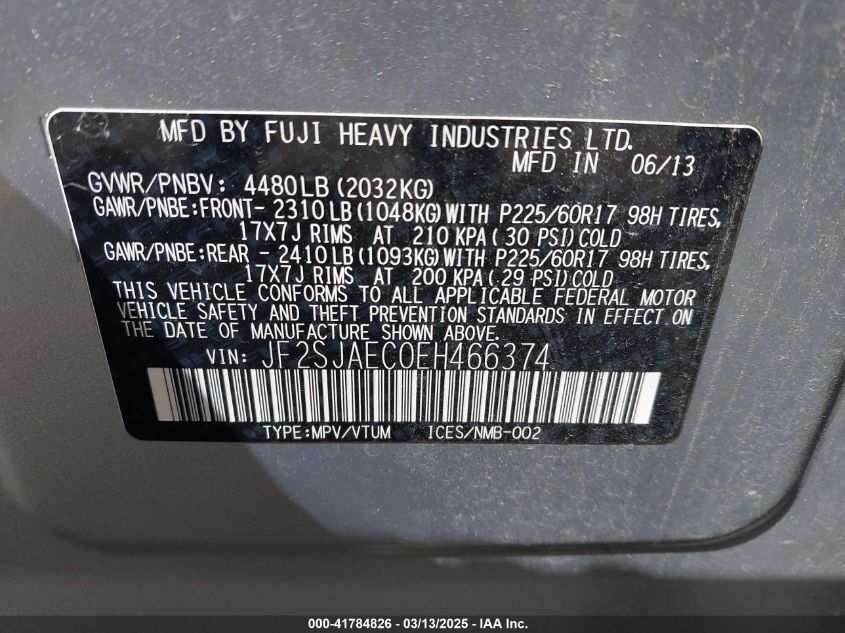 MFD BY FUJI HEAVY INDUSTRIES LTD.
MFD IN 06/13
GVWR/PNBV: 4480LB(2032KG)
GAWR/PNBE:FRONT- 2310LB(1048KG)WITH P225/60R17 98H TIRES,
17X7J RIMS AT 210 KPA( 30 PSI)COLD
GAWR/PNBE:REAR - 2410LB(1093KG)WITH P225/60R17 98H TIRES,
17X7J RIMS AT 200 KPA( 29 PSI)COLD
THIS VEHICLE CONFORMS TO ALL APPLICABLE FEDERAL MOTOR
VEHICLE SAFETY AND THEFT PREVENTION STANDARDS IN EFFECT ON
THE DATE OF MANUFACTURE SHOWN ABOVE.
VIN: JF2SJAEC0EH466374
TYPE:MPV/VTUM ICES/NMB-002
000-41784826 - 03/13/2025 - IAA Inc.